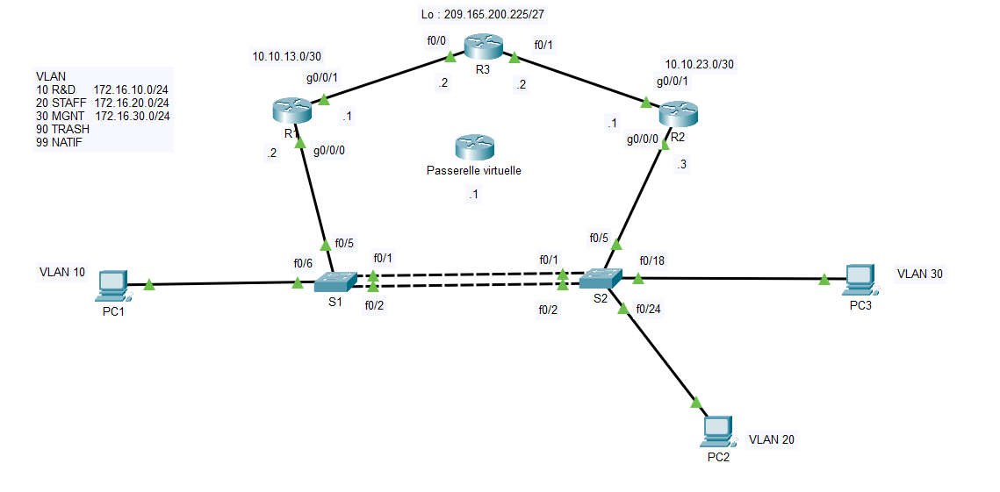 Lo : 209.165.200.225/27
f0/0
f0/1
R3
10.10.13.0/30
10.10.23.0/30
VLAN
10 R&D 172.16.10.0/24
20 STAFF 172.16.20.0/24
30 MGNT 172.16.30.0/24
90 TRASH
99 NATIF
g0/0/1
.2
.2
g0/0/1
.1
.1
R1
R2
g0/0/0
.2
g0/0/0
.3
Passerelle virtuelle
.1
f0/5
f0/5
f0/6
f0/1
f0/1
f0/18
VLAN 10
VLAN 30
S1
S2
PC1
PC3
f0/2
f0/2
f0/24
VLAN 20
PC2